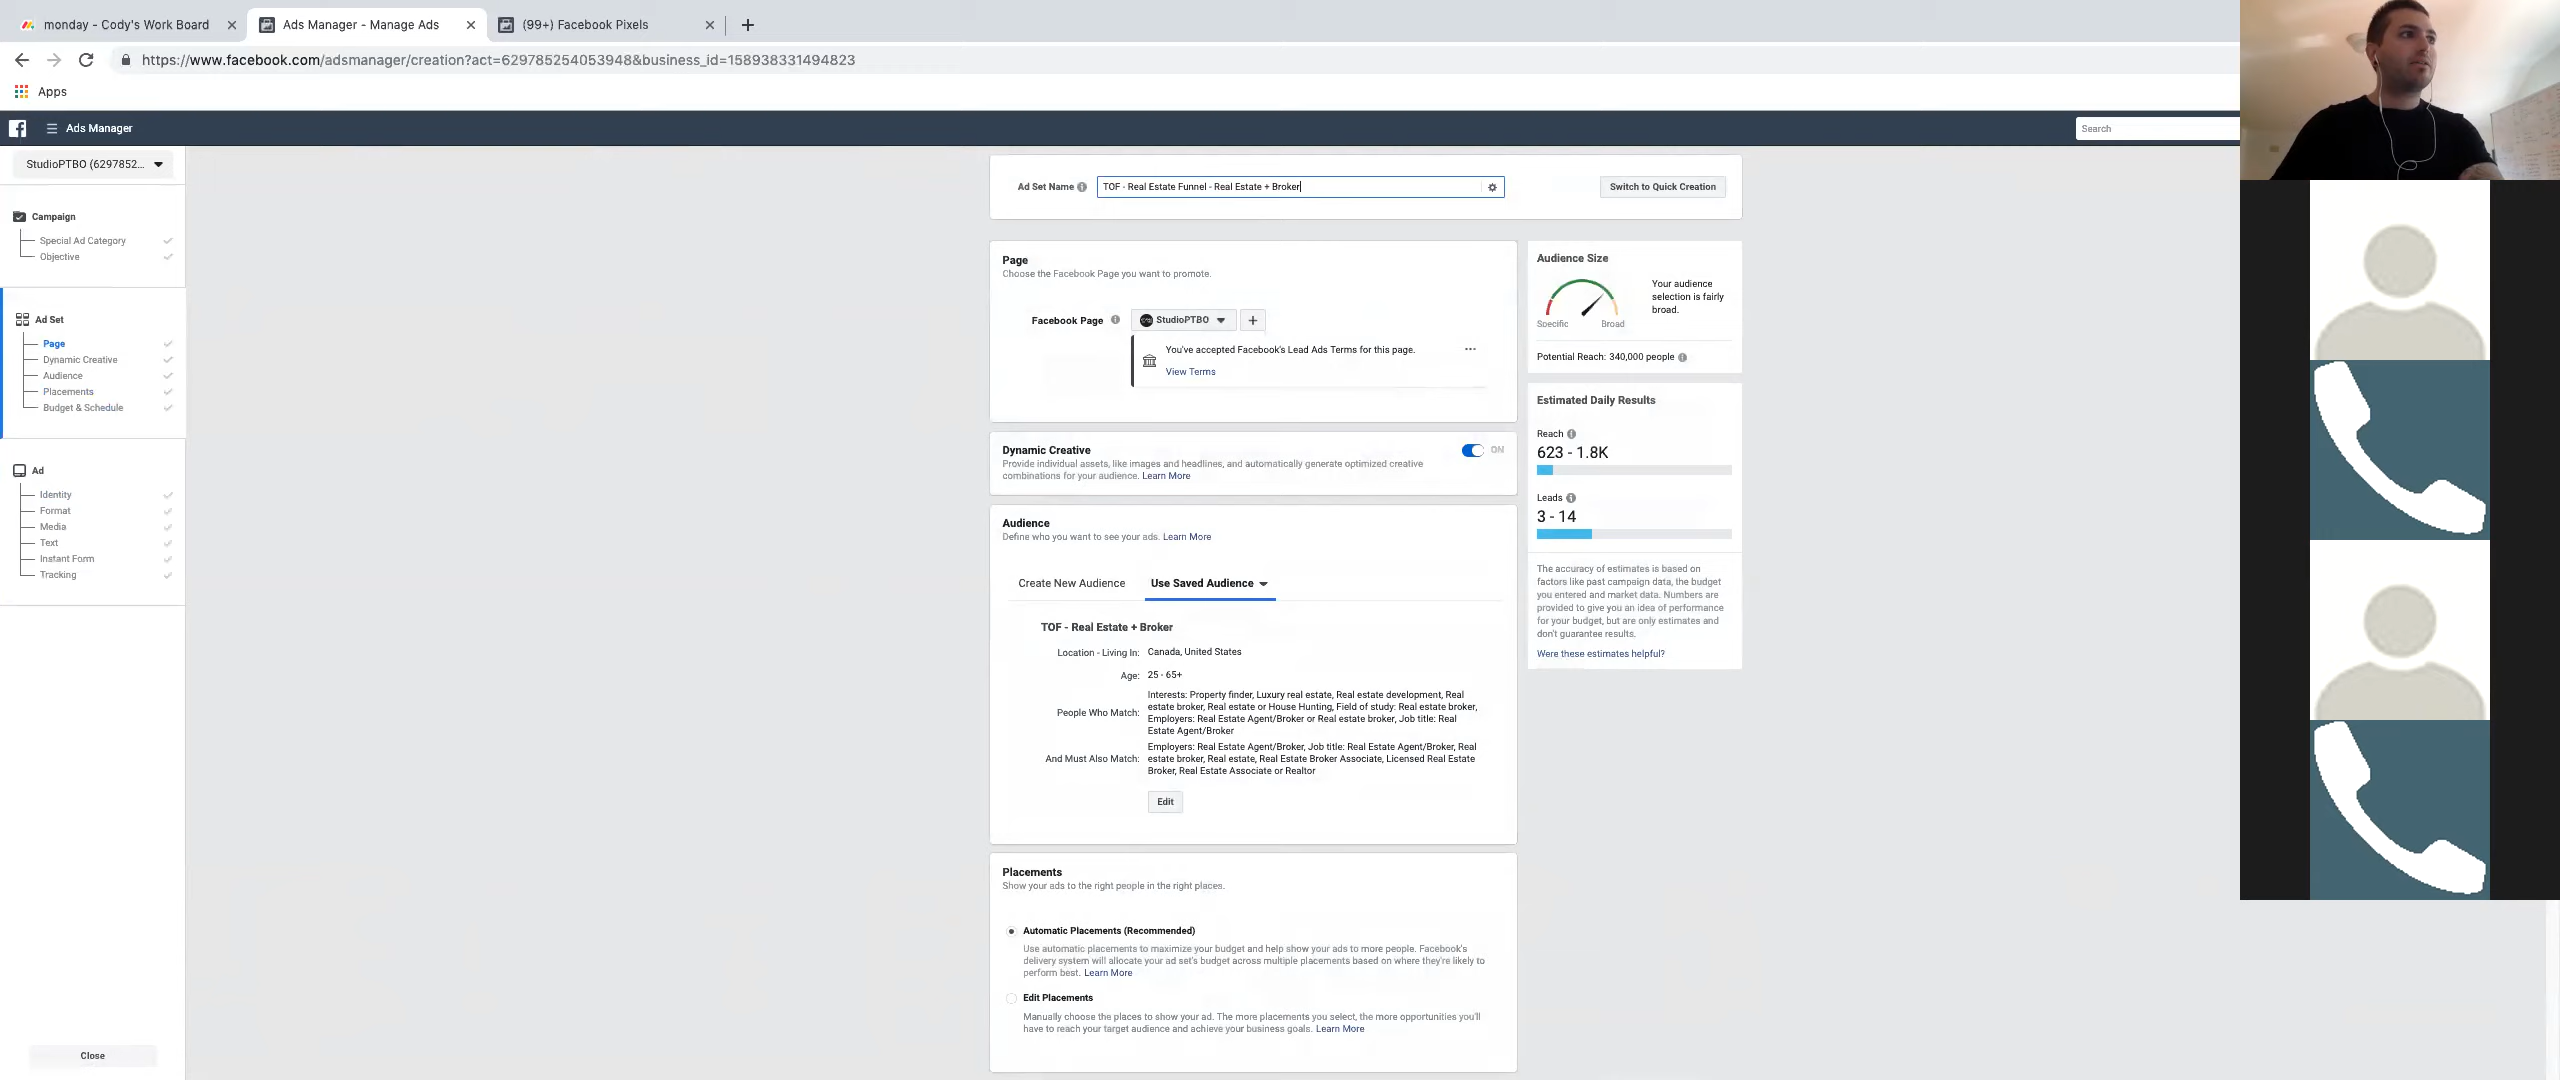 monday - Cody's Work Board
Ads Manager - Manage Ads
(99+) Facebook Pixels
https://www.facebook.com/adsmanager/creation?act=629785254053948&business_id=158938331494823
Apps
Ads Manager
Search
StudioPTBO (6297852...
Campaign
Special Ad Category
Objective
Ad Set
Page
Dynamic Creative
Audience
Placements
Budget & Schedule
Ad
Identity
Format
Media
Text
Instant Form
Tracking
Close
Ad Set Name
TOF - Real Estate Funnel - Real Estate + Broker
Switch to Quick Creation
Page
Choose the Facebook Page you want to promote.
Facebook Page
StudioPTBO
You've accepted Facebook's Lead Ads Terms for this page.
View Terms
Dynamic Creative
ON
Provide individual assets, like images and headlines, and automatically generate optimized creative
combinations for your audience. Learn More
Audience
Define who you want to see your ads. Learn More
Create New Audience
Use Saved Audience
TOF - Real Estate + Broker
Location - Living In: Canada, United States
Age: 25 - 65+
People Who Match: Interests: Property finder, Luxury real estate, Real estate development, Real
estate broker, Real estate or House Hunting, Field of study: Real estate broker,
Employers: Real Estate Agent/Broker or Real estate broker, Job title: Real
Estate Agent/Broker
And Must Also Match: Employers: Real Estate Agent/Broker, Job title: Real Estate Agent/Broker, Real
estate broker, Real estate, Real Estate Broker Associate, Licensed Real Estate
Broker, Real Estate Associate or Realtor
Edit
Placements
Show your ads to the right people in the right places.
Automatic Placements (Recommended)
Use automatic placements to maximize your budget and help show your ads to more people. Facebook's
delivery system will allocate your ad set's budget across multiple placements based on where they're likely to
perform best. Learn More
Edit Placements
Manually choose the places to show your ad. The more placements you select, the more opportunities you'll
have to reach your target audience and achieve your business goals. Learn More
Audience Size
Your audience
selection is fairly
broad.
Specific
Broad
Potential Reach: 340,000 people
Estimated Daily Results
Reach
623 - 1.8K
Leads
3 - 14
The accuracy of estimates is based on
factors like past campaign data, the budget
you entered and market data. Numbers are
provided to give you an idea of performance
for your budget, but are only estimates and
don't guarantee results.
Were these estimates helpful?